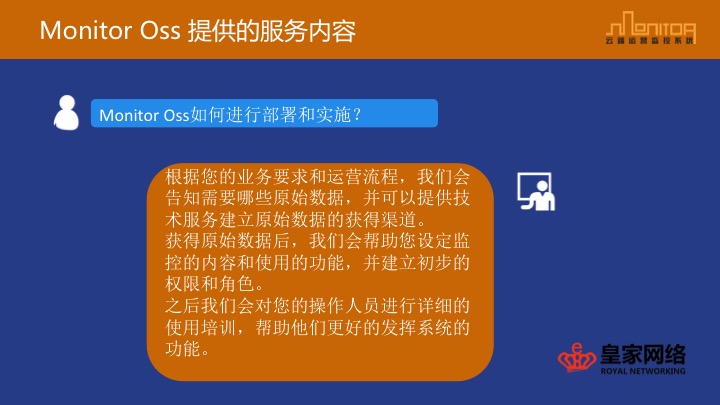 Monitor Oss 提供的服务内容
Monitor
云端运营监控系统
Monitor Oss如何进行部署和实施？
根据您的业务要求和运营流程，我们会
告知需要哪些原始数据，并可以提供技
术服务建立原始数据的获得渠道。
获得原始数据后，我们会帮助您设定监
控的内容和使用的功能，并建立初步的
权限和角色。
之后我们会对您的操作人员进行详细的
使用培训，帮助他们更好的发挥系统的
功能。
e
皇家网络
ROYAL NETWORKING